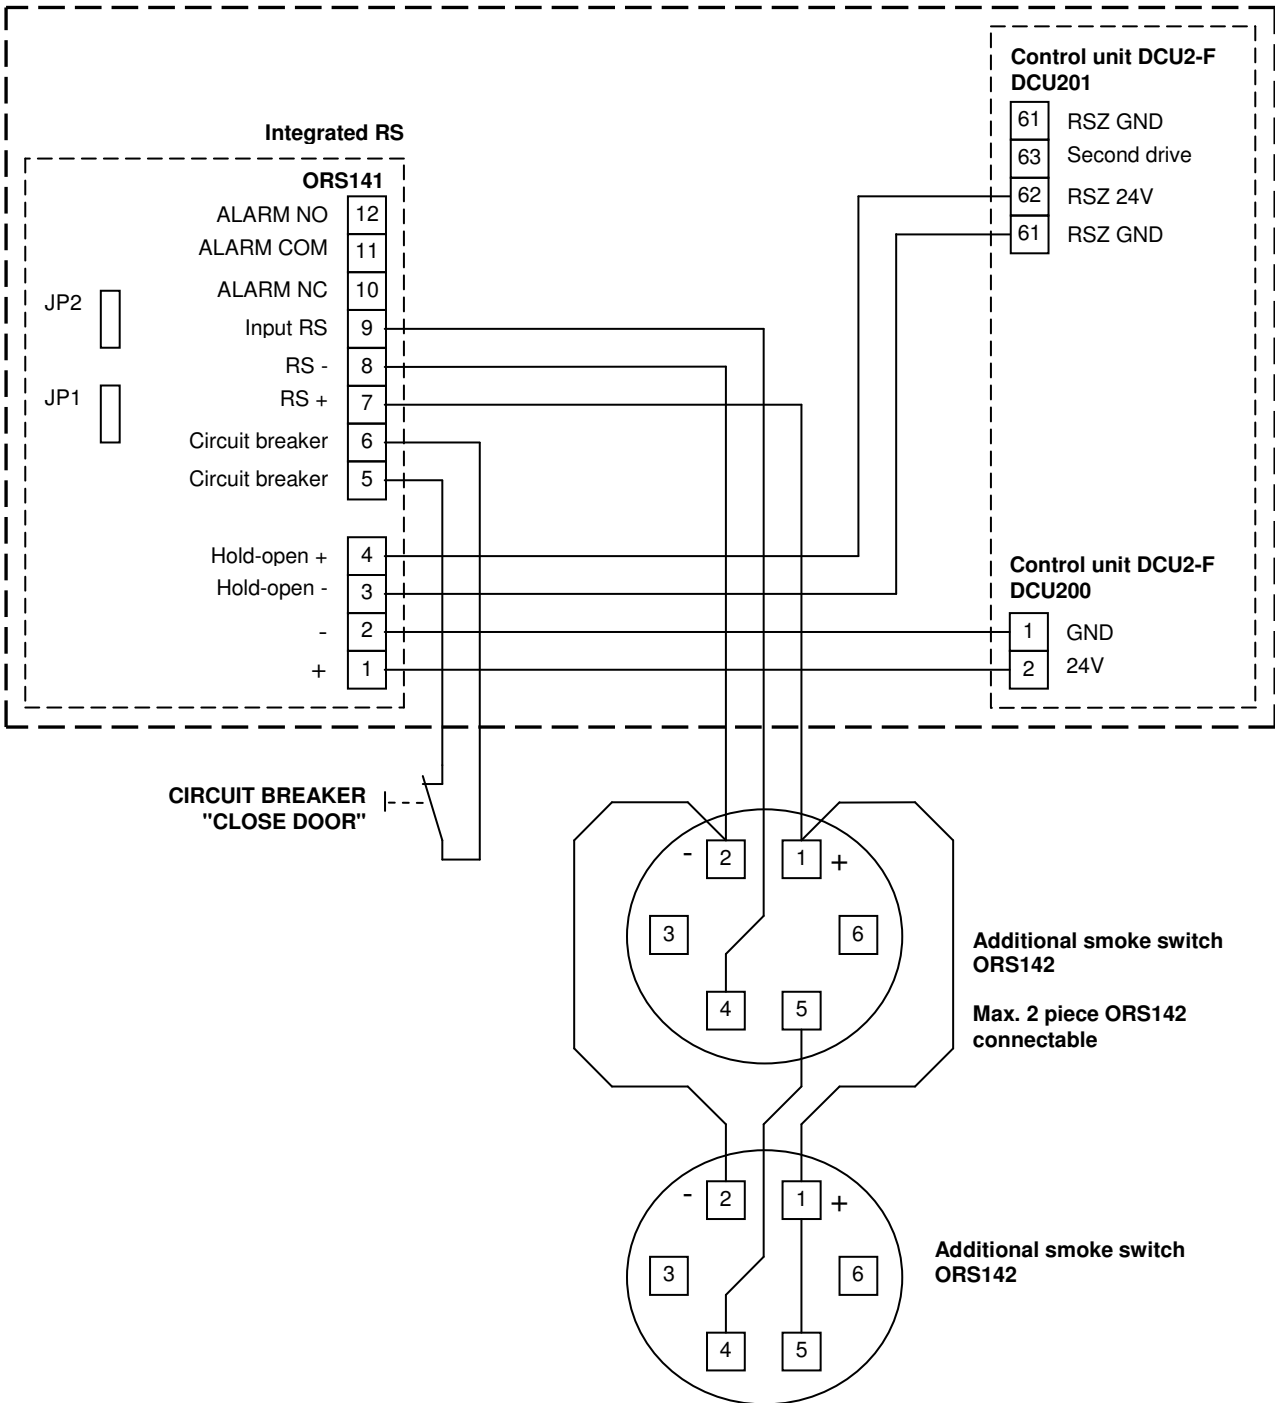 Control unit DCU2-F
DCU201
61 RSZ GND
63 Second drive
62 RSZ 24V
61 RSZ GND
Integrated RS
ORS141
ALARM NO 12
ALARM COM 11
ALARM NC 10
Input RS 9
RS - 8
RS + 7
Circuit breaker 6
Circuit breaker 5
Hold-open + 4
Hold-open - 3
- 2
+ 1
JP2
JP1
Control unit DCU2-F
DCU200
1 GND
2 24V
CIRCUIT BREAKER
"CLOSE DOOR"
- 2 1 +
3 6
4 5
Additional smoke switch
ORS142
Max. 2 piece ORS142
connectable
- 2 1 +
3 6
4 5
Additional smoke switch
ORS142